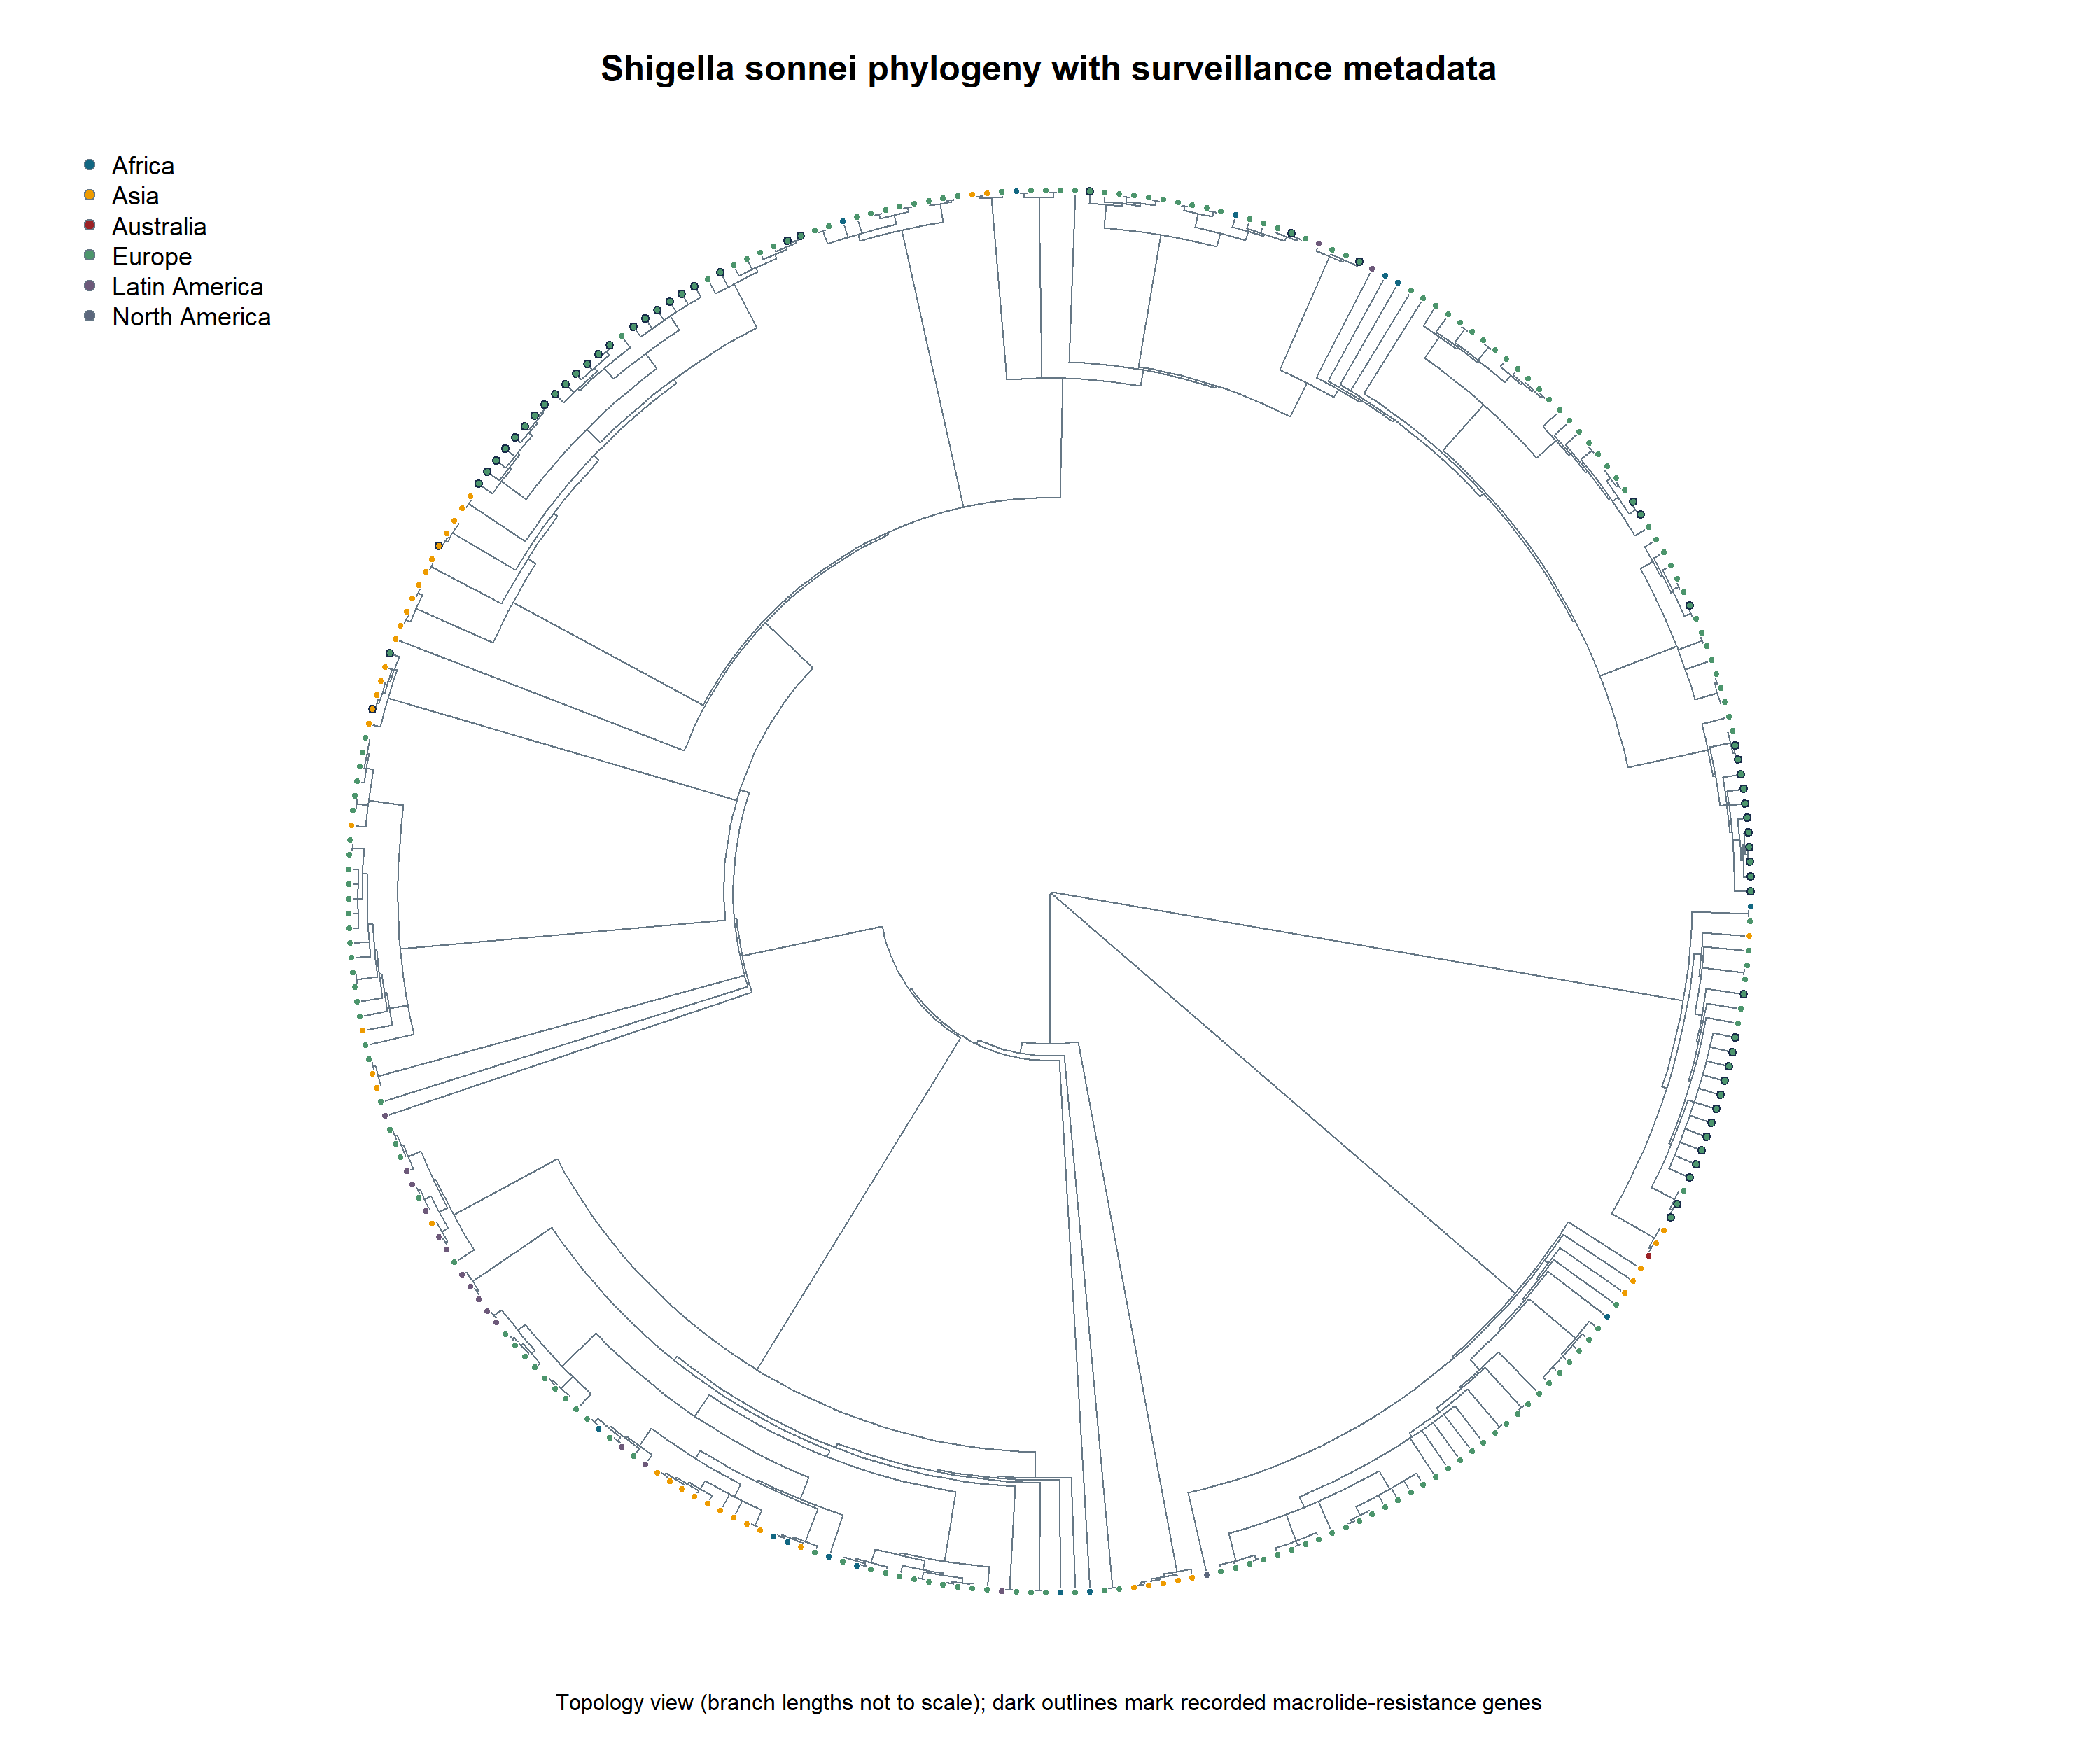 Shigella sonnei phylogeny with surveillance metadata
Africa
Asia
Australia
Europe
Latin America
North America
Topology view (branch lengths not to scale); dark outlines mark recorded macrolide-resistance genes